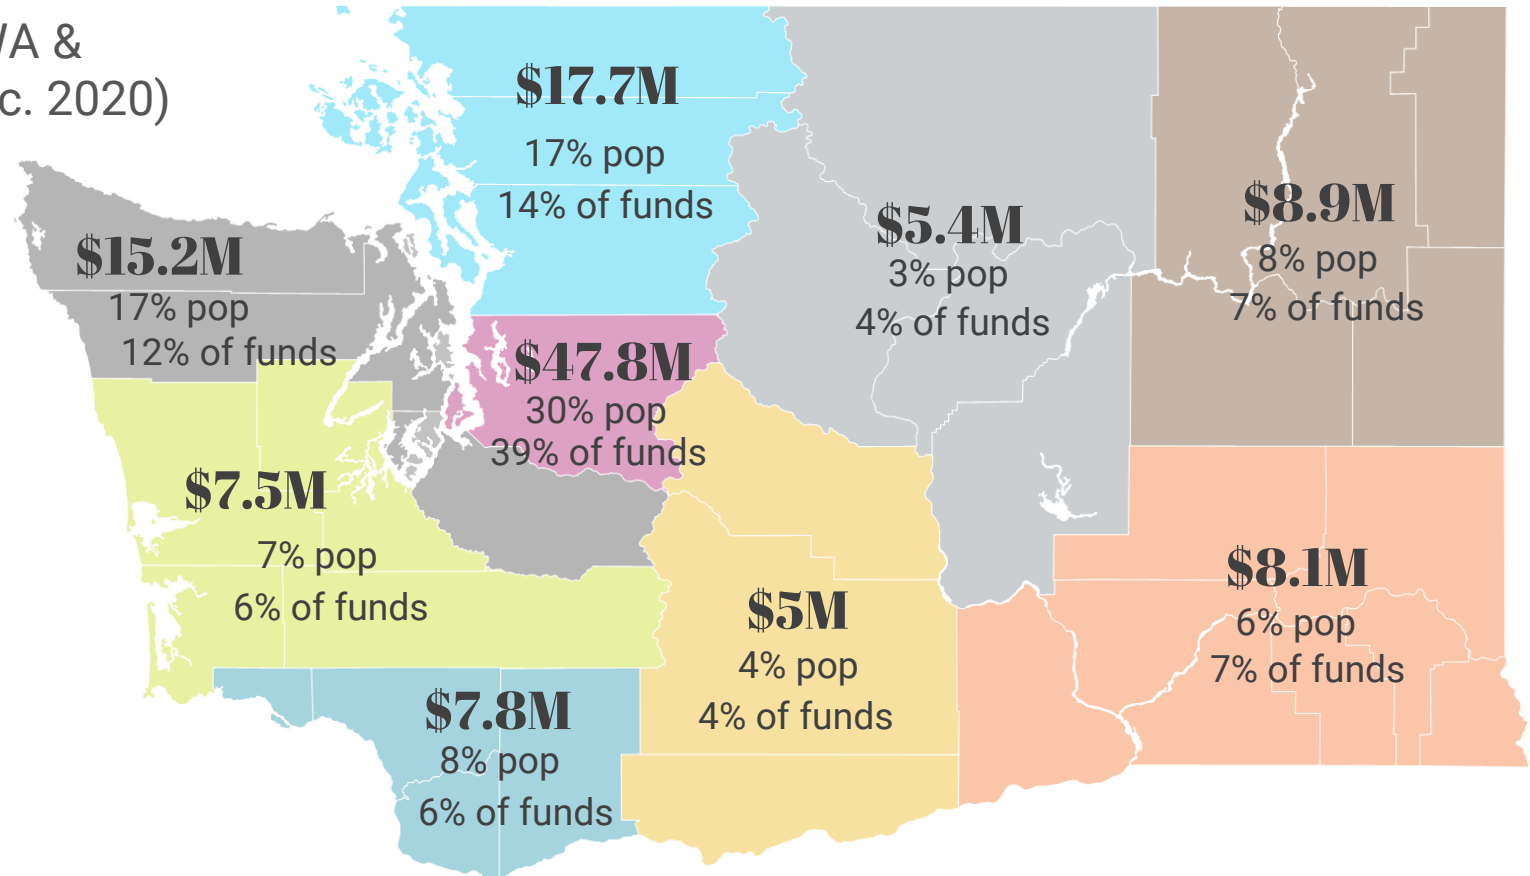 WA &
c. 2020)
$17.7M
17% pop
14% of funds
$15.2M
17% pop
12% of funds
$5.4M
3% pop
4% of funds
$8.9M
8% pop
7% of funds
$47.8M
30% pop
39% of funds
$7.5M
7% pop
6% of funds
$5M
4% pop
4% of funds
$8.1M
6% pop
7% of funds
$7.8M
8% pop
6% of funds